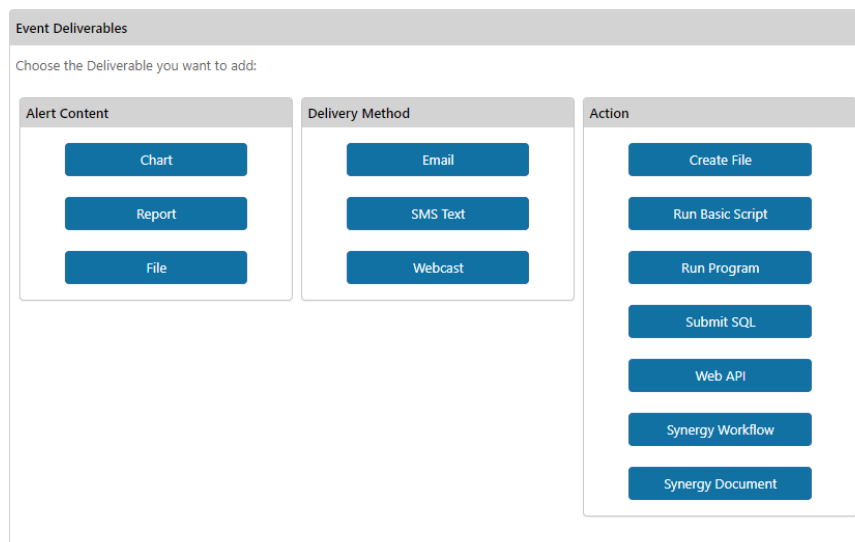 Event Deliverables
Choose the Deliverable you want to add:
Alert Content
Chart
Report
File
Delivery Method
Email
SMS Text
Webcast
Action
Create File
Run Basic Script
Run Program
Submit SQL
Web API
Synergy Workflow
Synergy Document